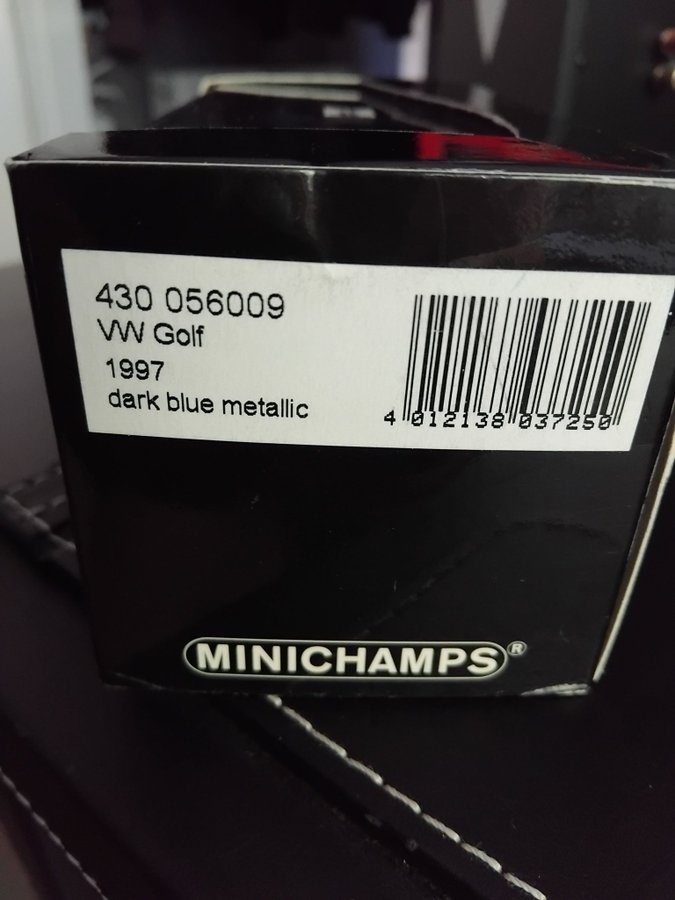 430 056009
VW Golf
1997
dark blue metallic
4 012138 037250
MINICHAMPS®